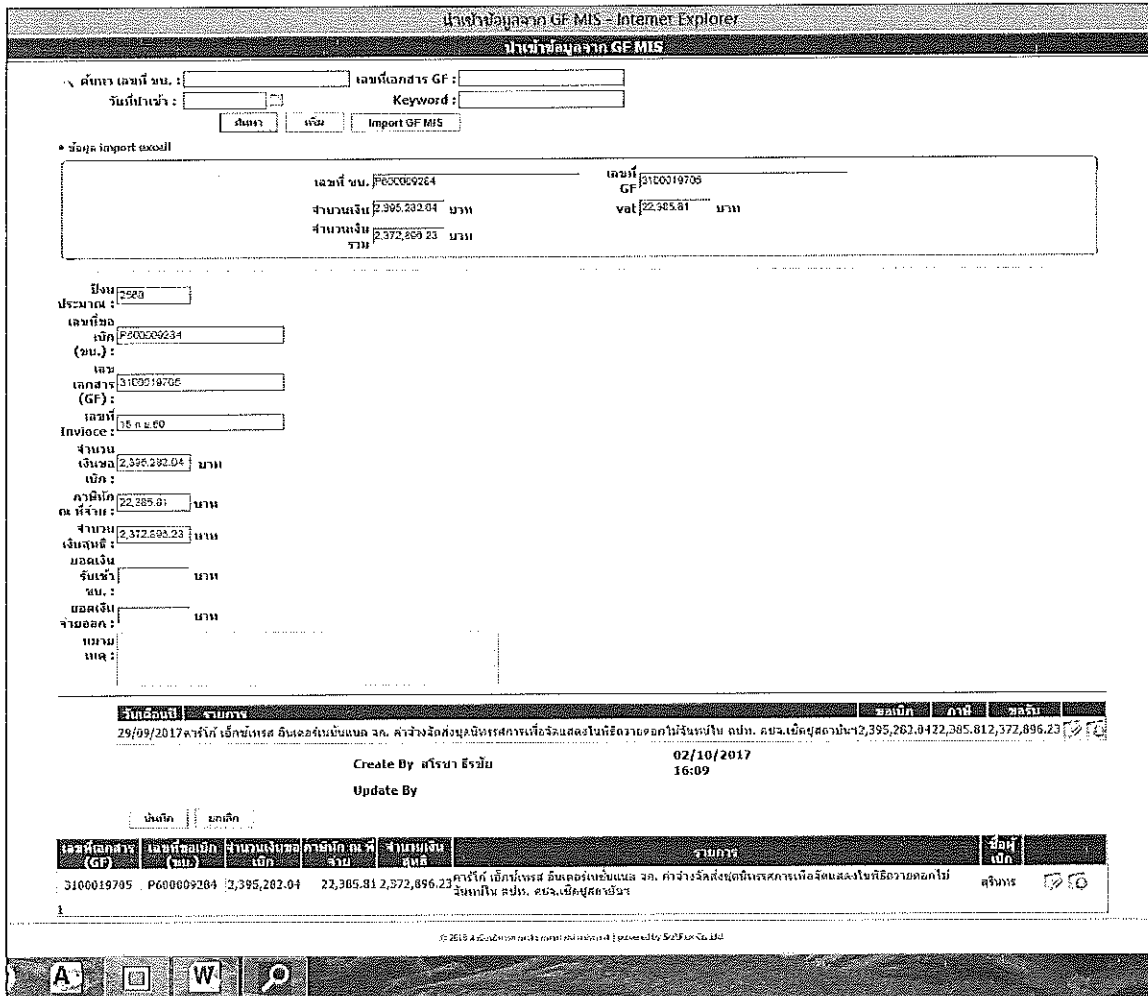 นำเข้าข้อมูลจาก GF MIS - Internet Explorer
นำเข้าข้อมูลจาก GF MIS
ค้นหา เลขที่ ขบ. : เลขที่เอกสาร GF :
วันที่นำเข้า : Keyword :
ค้นหา เพิ่ม Import GF MIS
• ข้อมูล import excell
เลขที่ ขบ. P600009284 เลขที่ GF 3100019705
จำนวนเงิน 2,395,282.04 บาท vat 22,385.81 บาท
จำนวนเงินรวม 2,372,896.23 บาท
ปีงบ
ประมาณ : 2560
เลขที่ขอ
เบิก P600009284
(ขบ.) :
เลข
เอกสาร 3100019705
(GF) :
เลขที่
Invioce : 15 ก.ย.60
จำนวน
เงินขอ 2,395,282.04 บาท
เบิก :
ภาษีหัก
ณ ที่จ่าย : 22,385.81 บาท
จำนวน
เงินสุทธิ : 2,372,896.23 บาท
ยอดเงิน
รับเข้า บาท
ขบ. :
ยอดเงิน
จ่ายออก : บาท
หมาย
เหตุ :
วันเดือนปี รายการ ขอเบิก ภาษี ขอรับ
29/09/2017 คาร์โก้ เอ็กซ์เพรส อินเตอร์เนชั่นแนล จก. ค่าจ้างจัดส่งชุดนิทรรศการเพื่อจัดแสดงในพิธีถวายดอกไม้จันทน์ใน ตปท. คชจ.เชิดชูสถาบันฯ 2,395,282.04 22,385.81 2,372,896.23
Create By สโรชา ธีรชัย 02/10/2017
16:09
Update By
บันทึก ยกเลิก
เลขที่เอกสาร (GF) เลขที่ขอเบิก (ขบ.) จำนวนเงินขอเบิก ภาษีหัก ณ ที่จ่าย จำนวนเงินสุทธิ รายการ ชื่อผู้เบิก
3100019705 P600009284 2,395,282.04 22,385.81 2,372,896.23 คาร์โก้ เอ็กซ์เพรส อินเตอร์เนชั่นแนล จก. ค่าจ้างจัดส่งชุดนิทรรศการเพื่อจัดแสดงในพิธีถวายดอกไม้จันทน์ใน ตปท. คชจ.เชิดชูสถาบันฯ สุรินทร
1